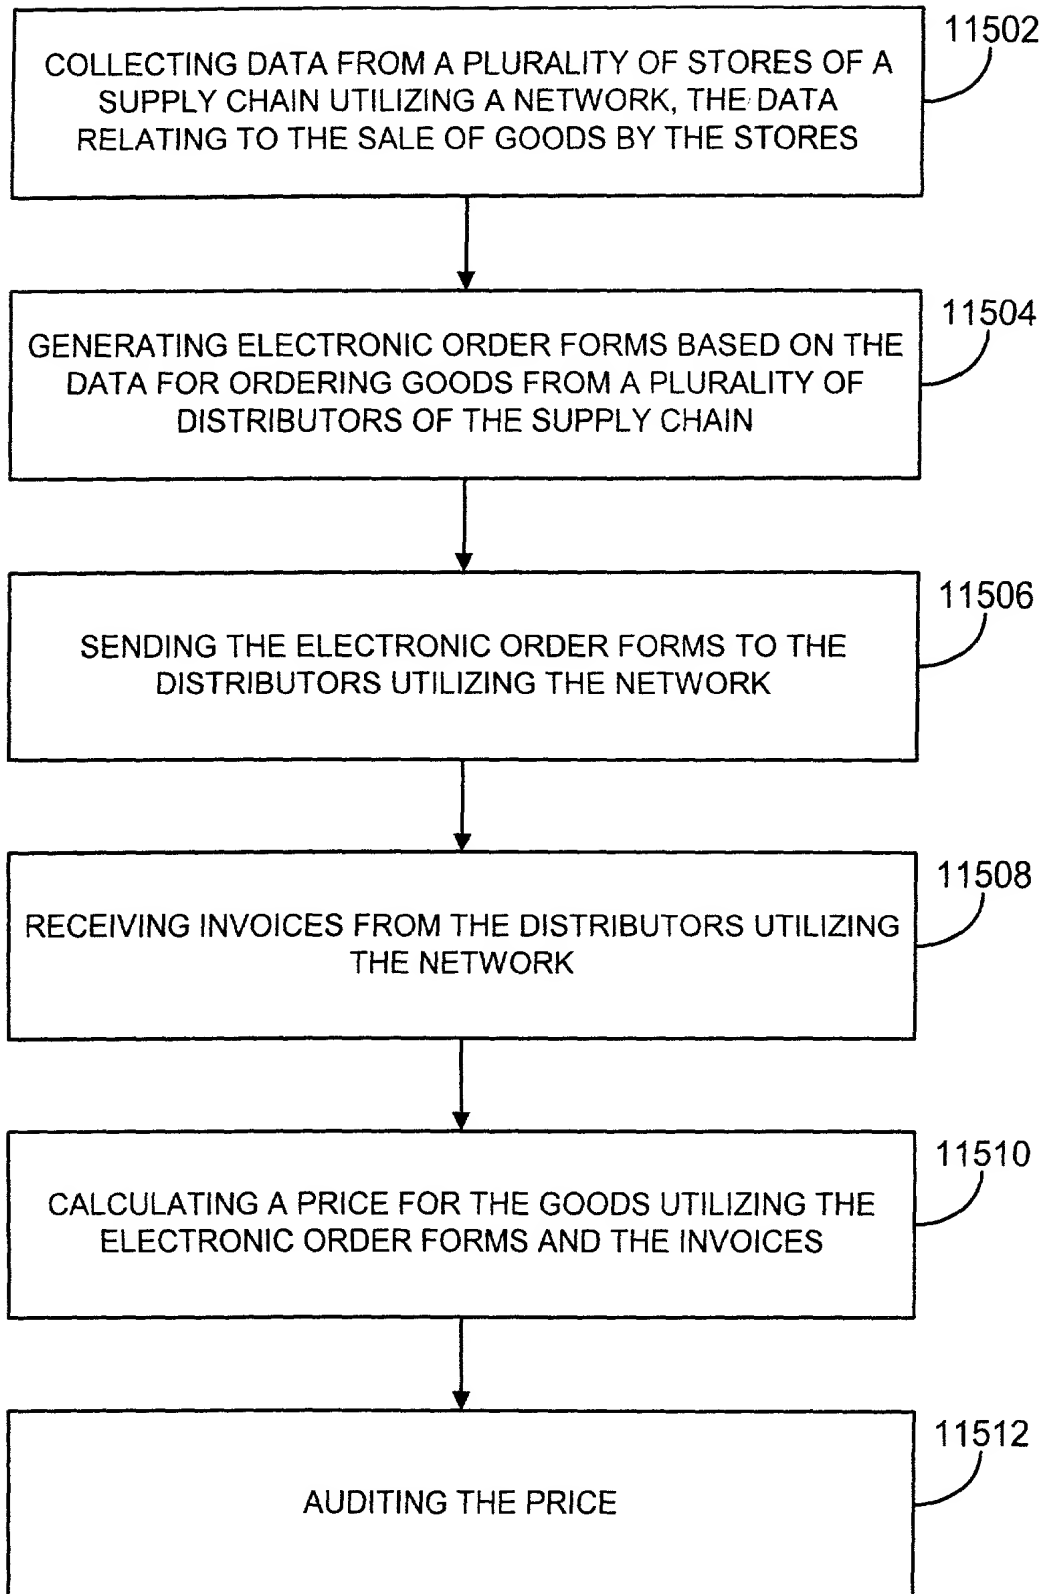 11502
COLLECTING DATA FROM A PLURALITY OF STORES OF A
SUPPLY CHAIN UTILIZING A NETWORK, THE DATA
RELATING TO THE SALE OF GOODS BY THE STORES
11504
GENERATING ELECTRONIC ORDER FORMS BASED ON THE
DATA FOR ORDERING GOODS FROM A PLURALITY OF
DISTRIBUTORS OF THE SUPPLY CHAIN
11506
SENDING THE ELECTRONIC ORDER FORMS TO THE
DISTRIBUTORS UTILIZING THE NETWORK
11508
RECEIVING INVOICES FROM THE DISTRIBUTORS UTILIZING
THE NETWORK
11510
CALCULATING A PRICE FOR THE GOODS UTILIZING THE
ELECTRONIC ORDER FORMS AND THE INVOICES
11512
AUDITING THE PRICE